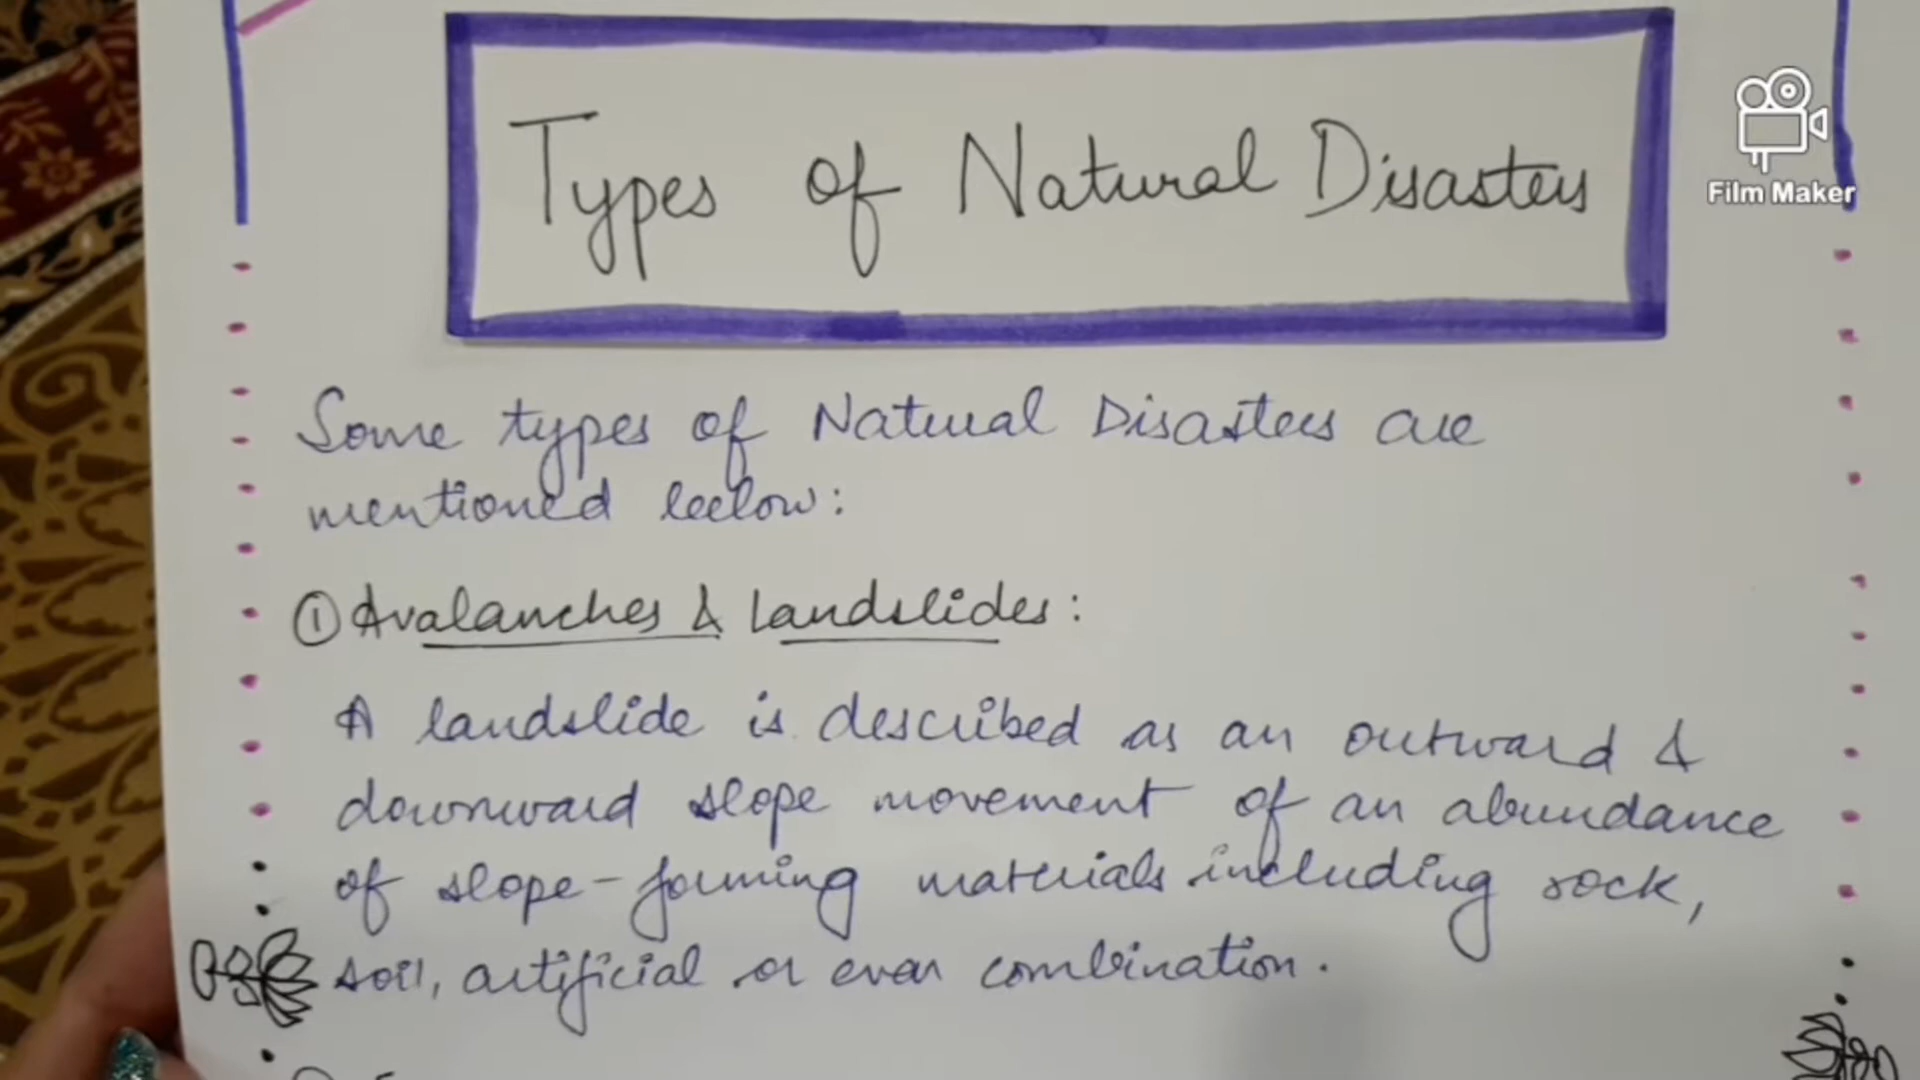 Types of Natural Disasters
Film Maker
Some types of Natural Disasters are
mentioned below:
① Avalanches & Landslides:
A landslide is described as an outward &
downward slope movement of an abundance
of slope-forming materials including rock,
soil, artificial or even combination.